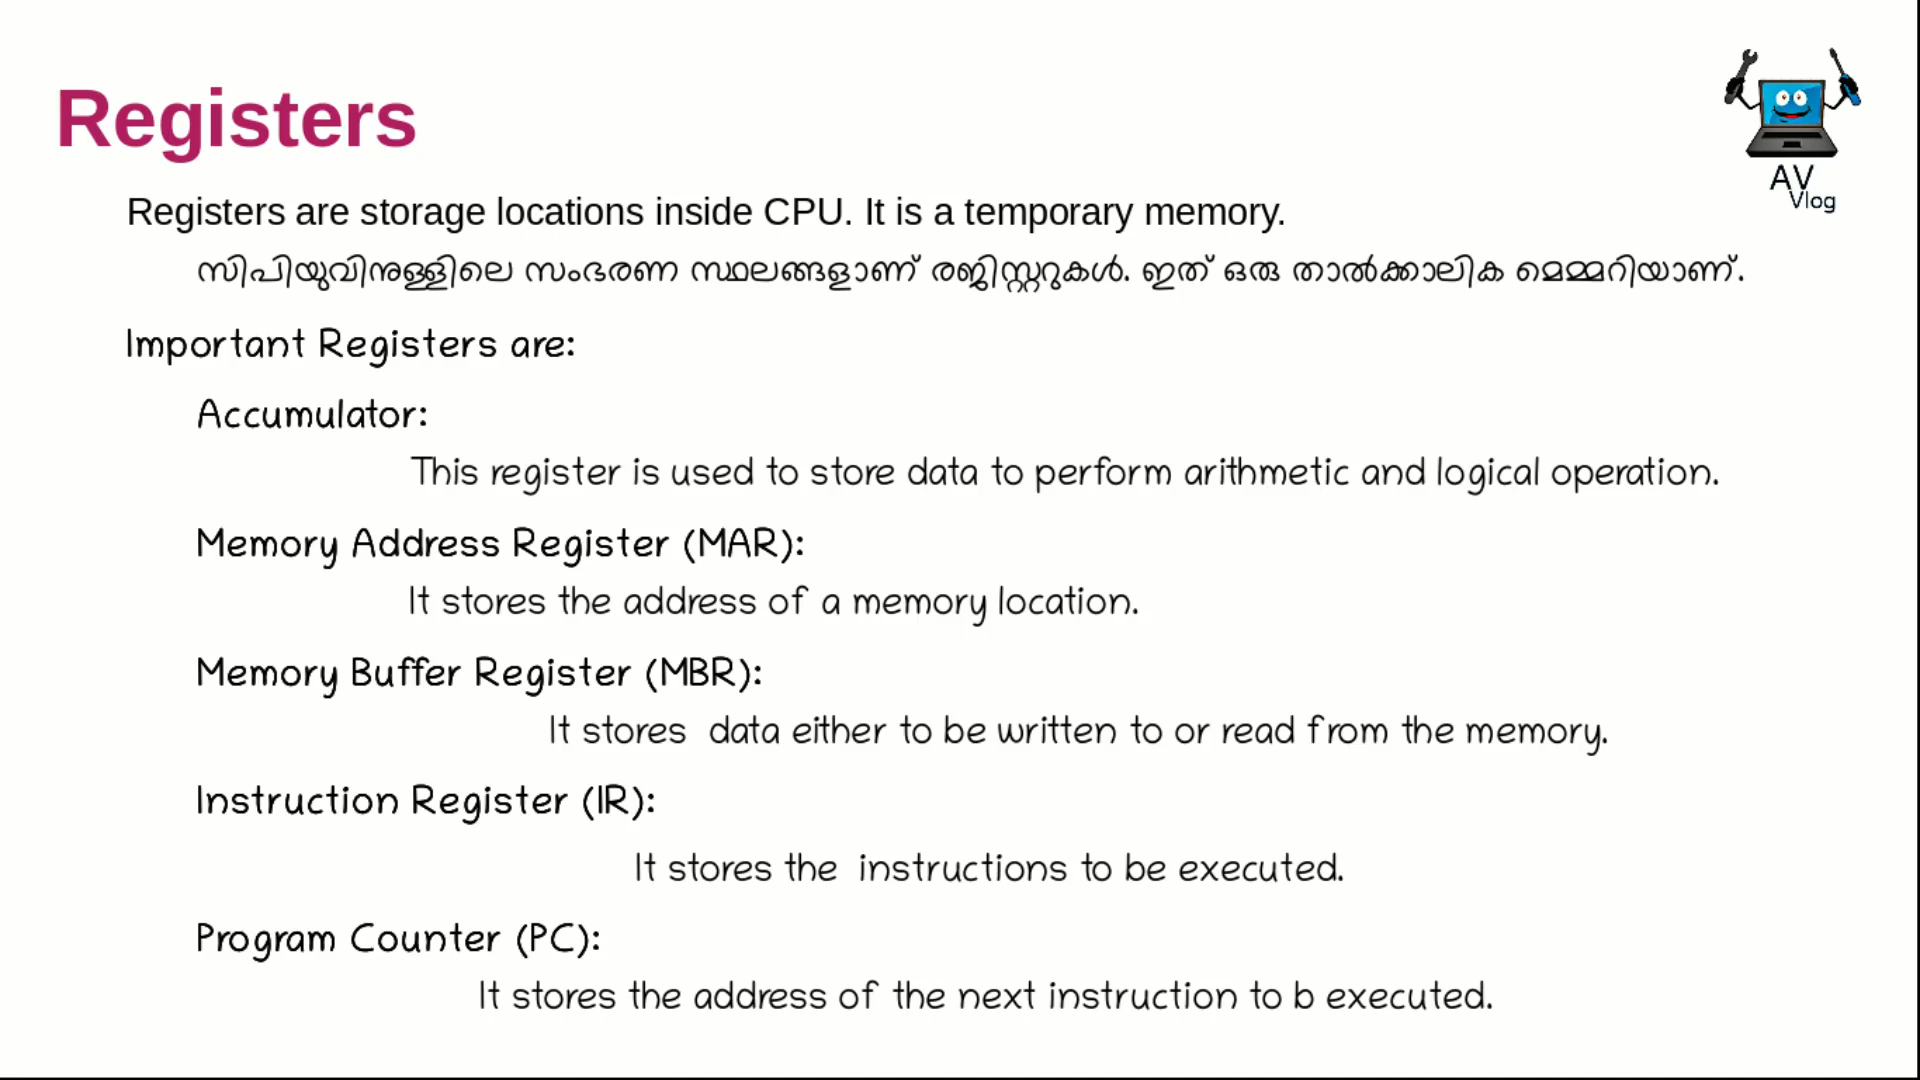 Registers
AV
Vlog
Registers are storage locations inside CPU. It is a temporary memory.
സിപിയുവിനുള്ളിലെ സംഭരണ സ്ഥലങ്ങളാണ് രജിസ്റ്ററുകൾ. ഇത് ഒരു താൽക്കാലിക മെമ്മറിയാണ്.
Important Registers are:
Accumulator:
This register is used to store data to perform arithmetic and logical operation.
Memory Address Register (MAR):
It stores the address of a memory location.
Memory Buffer Register (MBR):
It stores data either to be written to or read from the memory.
Instruction Register (IR):
It stores the instructions to be executed.
Program Counter (PC):
It stores the address of the next instruction to b executed.